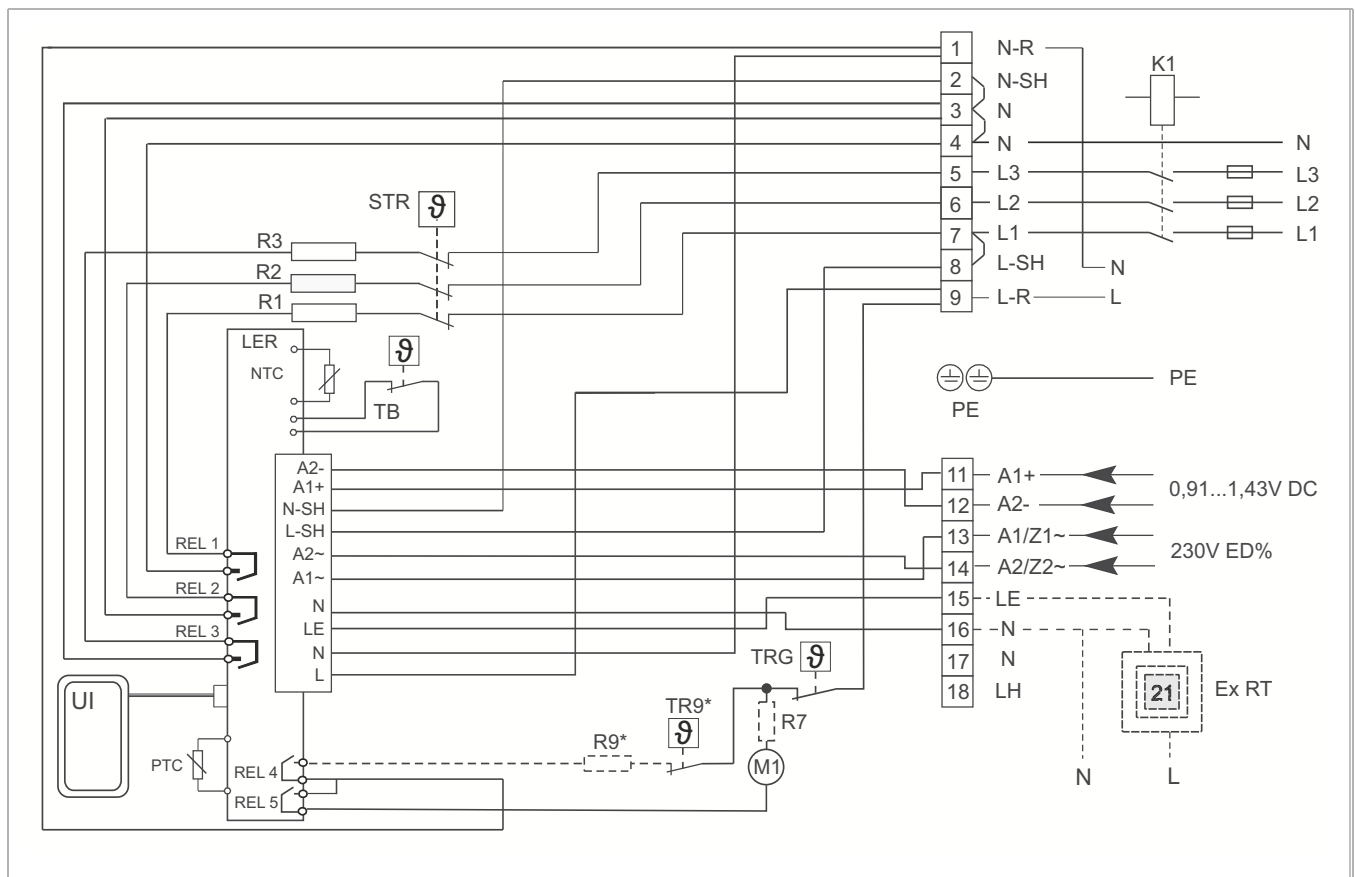 1 N-R
K1
2 N-SH
3 N
4 N N
5 L3 L3
6 L2 L2
7 L1 L1
8 L-SH N
9 L-R L
STR ϑ
R3
R2
R1
LER
NTC
ϑ
TB
PE
PE
A2-
A1+
N-SH
L-SH
A2~
A1~
N
LE
N
L
REL 1
REL 2
REL 3
11 A1+
12 A2-
0,91...1,43V DC
13 A1/Z1~
14 A2/Z2~
230V ED%
15 LE
16 N
17 N
18 LH
21 Ex RT
N L
UI
TRG ϑ
TR9* ϑ
R7
R9*
M1
PTC
REL 4
REL 5